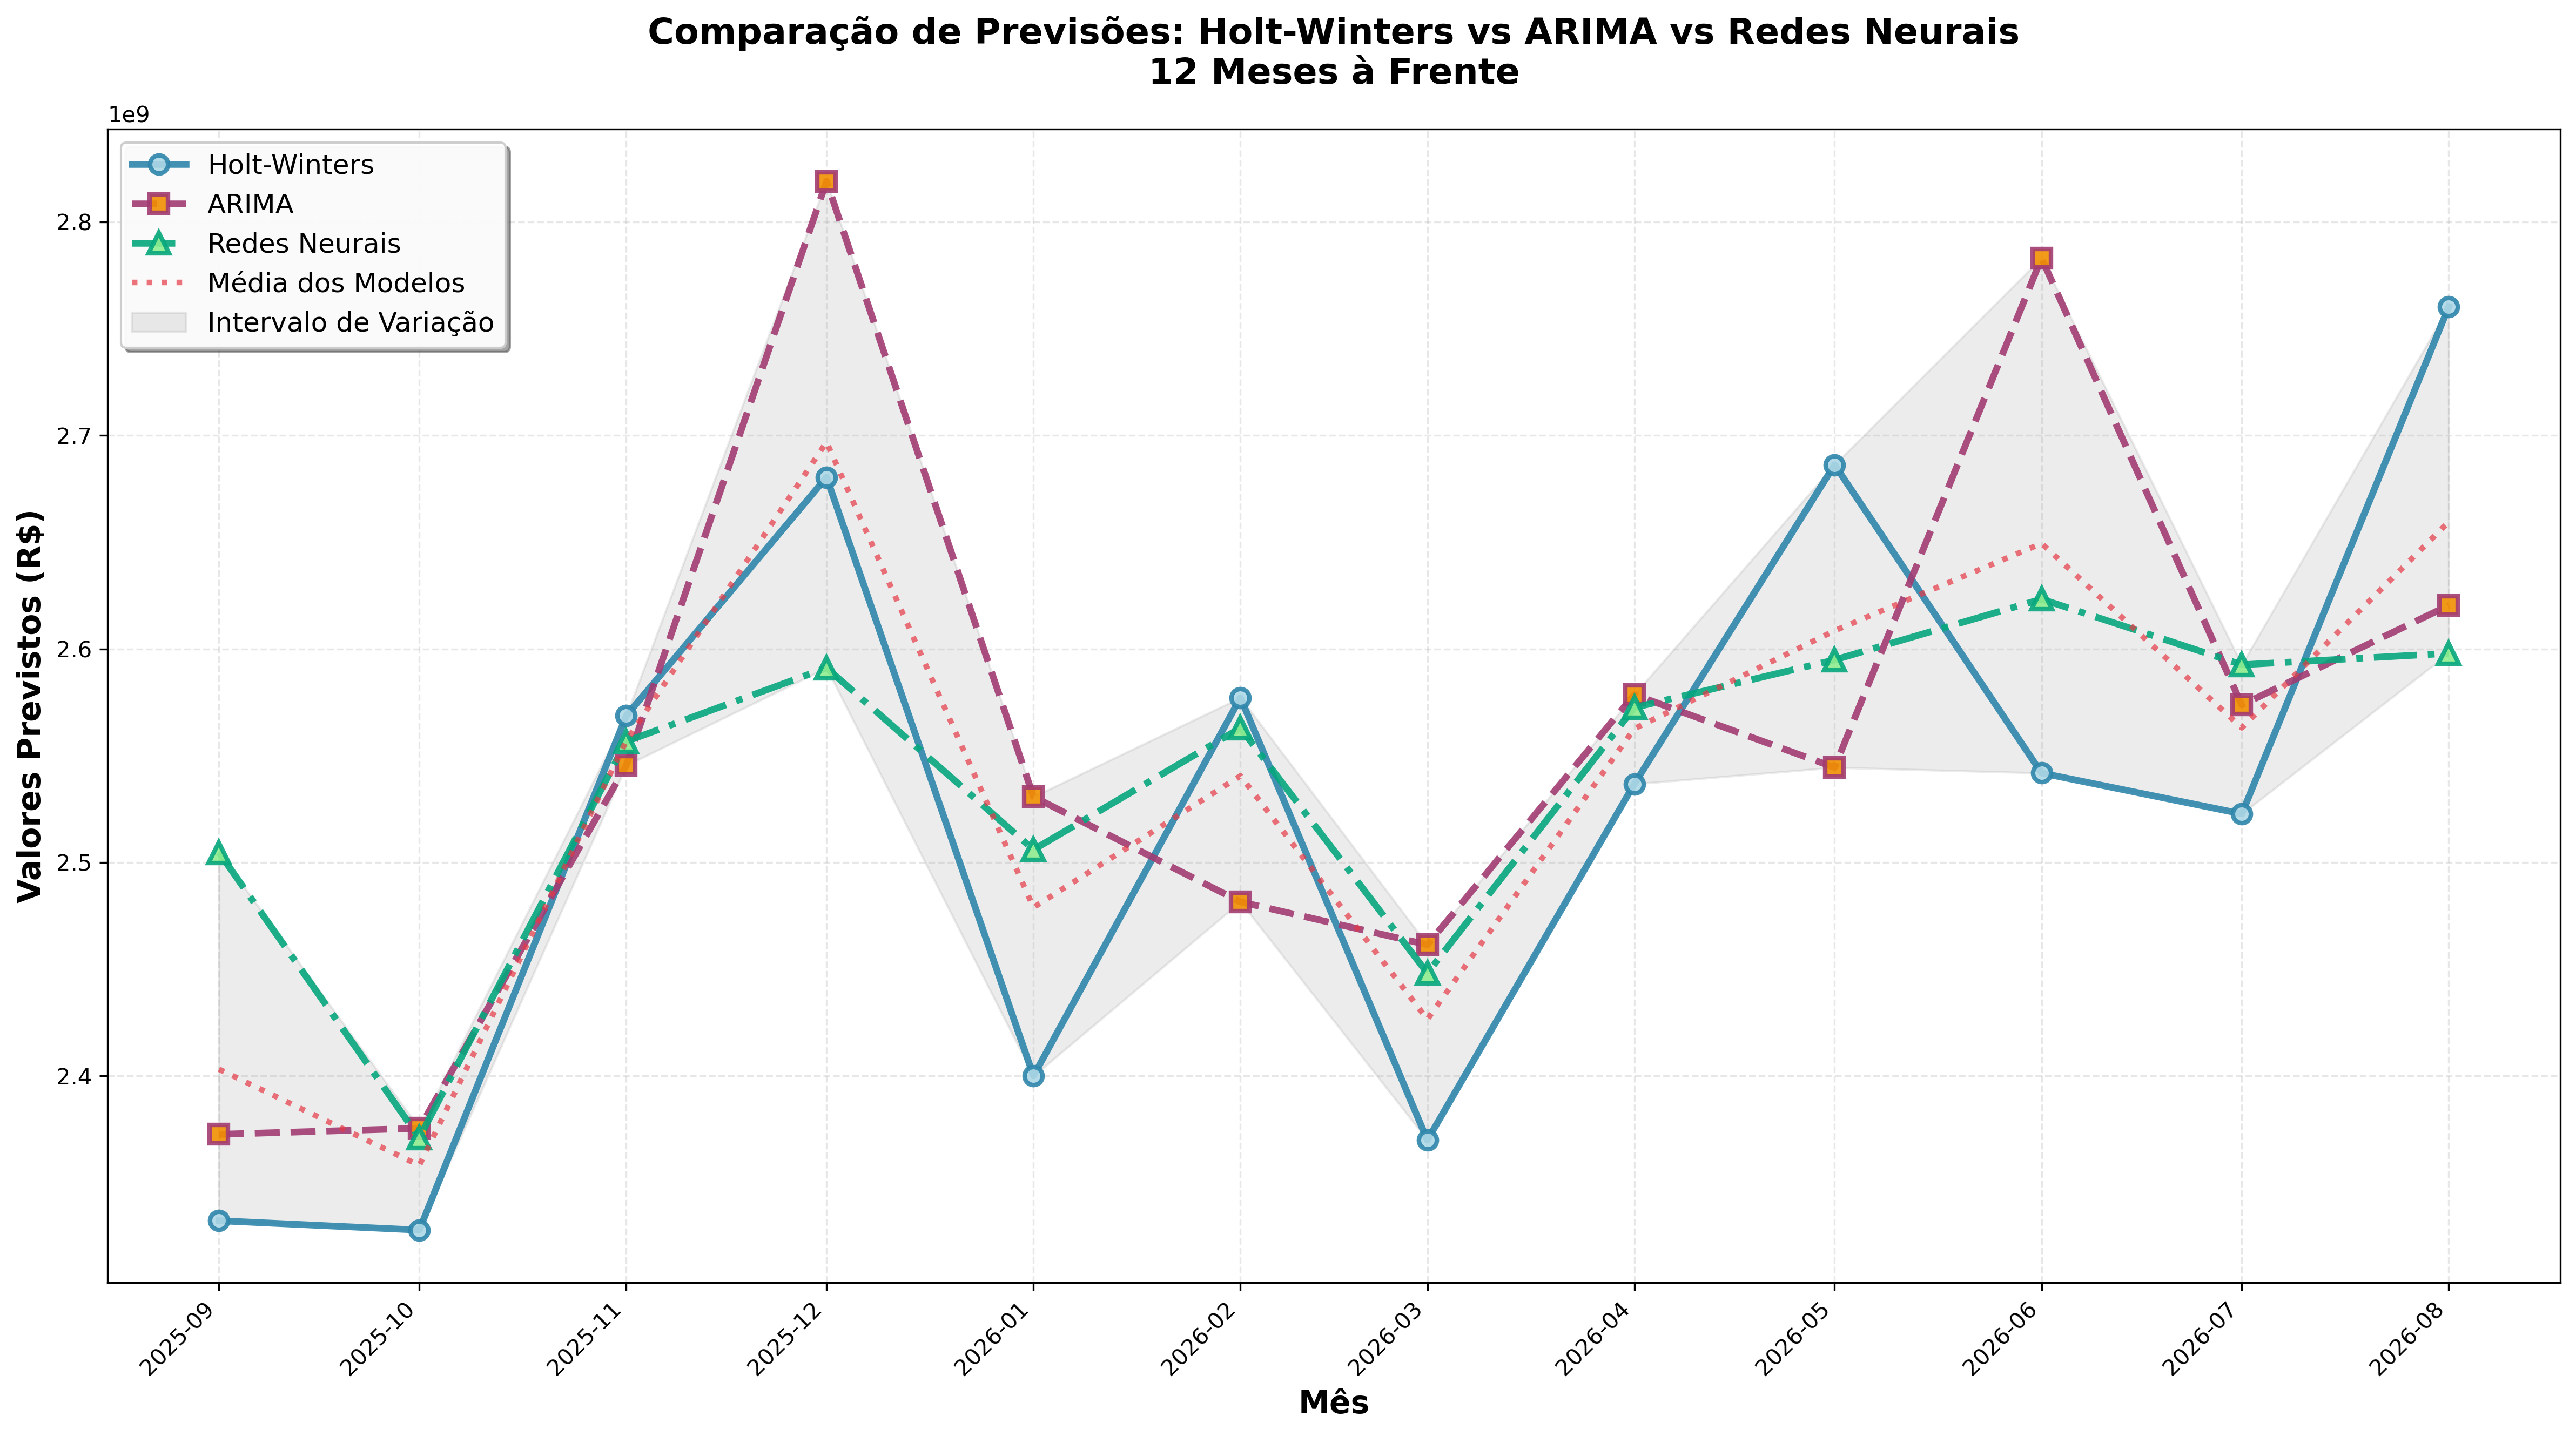 Comparação de Previsões: Holt-Winters vs ARIMA vs Redes Neurais
12 Meses à Frente
1e9
Holt-Winters
ARIMA
Redes Neurais
Média dos Modelos
Intervalo de Variação
2.8
2.7
2.6
2.5
2.4
Valores Previstos (R$)
2025-09
2025-10
2025-11
2025-12
2026-01
2026-02
2026-03
2026-04
2026-05
2026-06
2026-07
2026-08
Mês